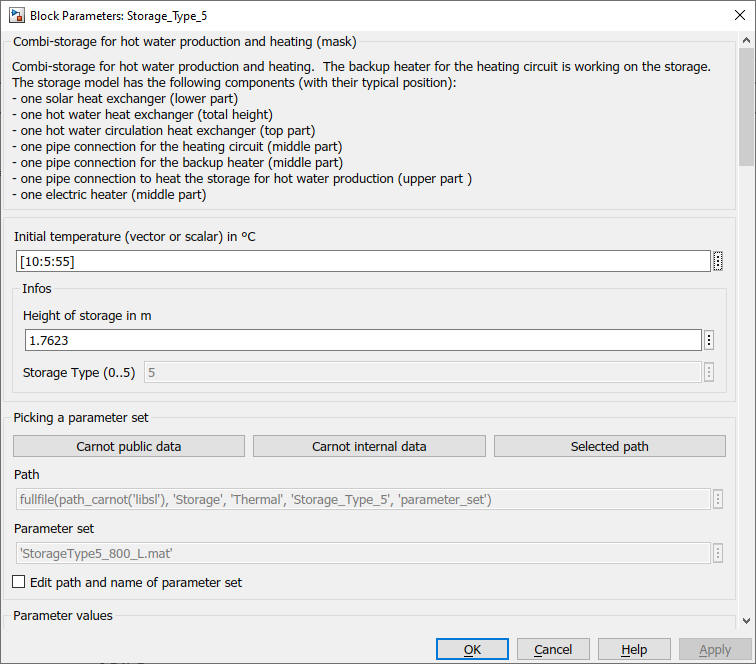 Block Parameters: Storage_Type_5
Combi-storage for hot water production and heating (mask)
Combi-storage for hot water production and heating.  The backup heater for the heating circuit is working on the storage.
The storage model has the following components (with their typical position):
- one solar heat exchanger (lower part)
- one hot water heat exchanger (total height)
- one hot water circulation heat exchanger (top part)
- one pipe connection for the heating circuit (middle part)
- one pipe connection for the backup heater (middle part)
- one pipe connection to heat the storage for hot water production (upper part )
- one electric heater (middle part)
Initial temperature (vector or scalar) in °C
[10:5:55]
Infos
Height of storage in m
1.7623
Storage Type (0..5) 5
Picking a parameter set
Carnot public data Carnot internal data Selected path
Path
fullfile(path_carnot('libsl'), 'Storage', 'Thermal', 'Storage_Type_5', 'parameter_set')
Parameter set
'StorageType5_800_L.mat'
Edit path and name of parameter set
Parameter values
OK Cancel Help Apply